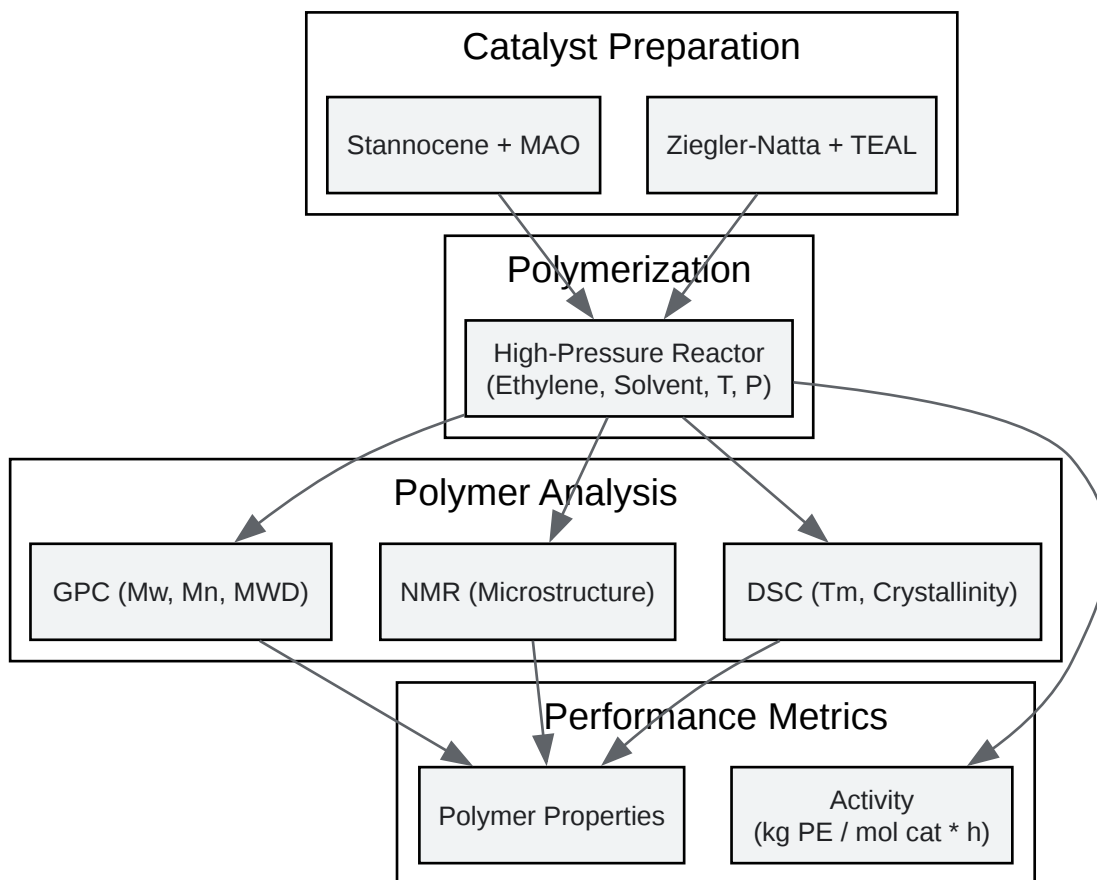 Catalyst Preparation
Stannocene + MAO
Ziegler-Natta + TEAL
Polymerization
High-Pressure Reactor
(Ethylene, Solvent, T, P)
Polymer Analysis
GPC (Mw, Mn, MWD)
NMR (Microstructure)
DSC (Tm, Crystallinity)
Performance Metrics
Polymer Properties
Activity
(kg PE / mol cat * h)